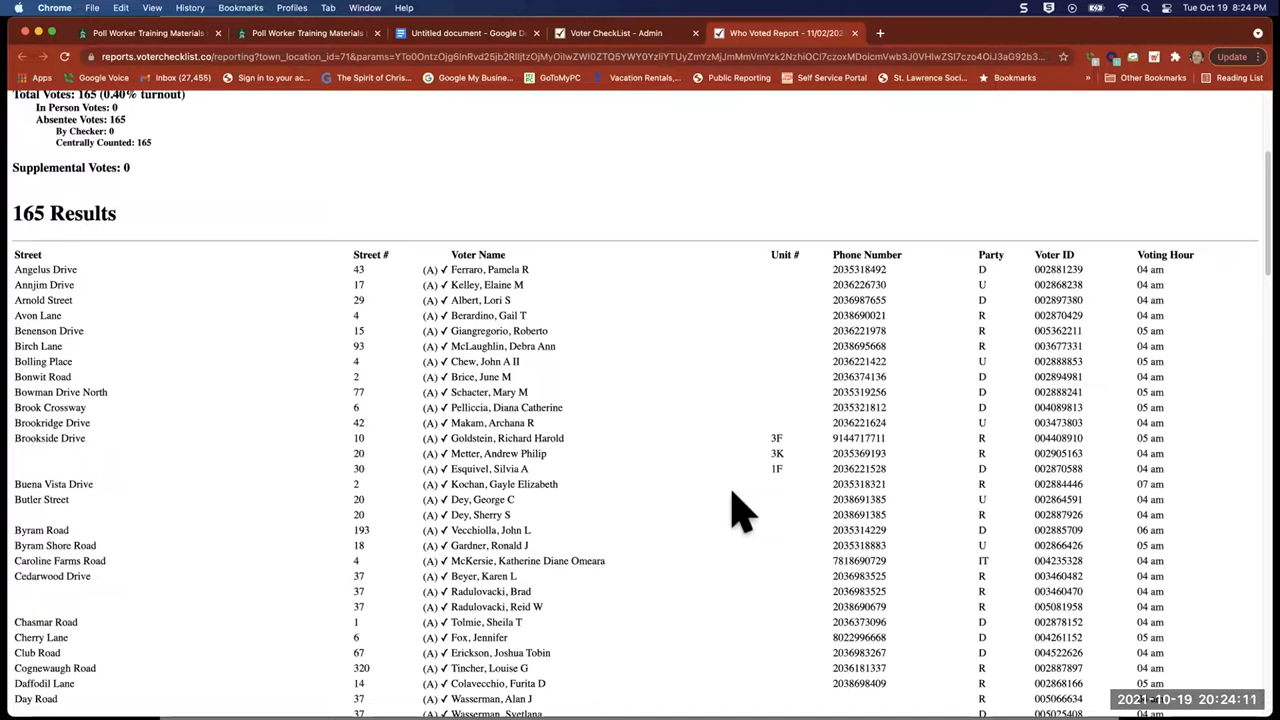 Chrome File Edit View History Bookmarks Profiles Tab Window Help Tue Oct 19 8:24 PM
Poll Worker Training Materials × Poll Worker Training Materials × Untitled document - Google D × Voter CheckList - Admin × Who Voted Report - 11/02/202 × +
Update
Apps Google Voice Inbox (27,455) Sign in to your ac... The Spirit of Chris... Google My Busine... GoToMyPC Vacation Rentals,... Public Reporting Self Service Portal St. Lawrence Soci... Bookmarks » Other Bookmarks Reading List
Total Votes: 165 (0.40% turnout)
In Person Votes: 0
Absentee Votes: 165
By Checker: 0
Centrally Counted: 165
Supplemental Votes: 0
165 Results
Street Street # Voter Name Unit # Phone Number Party Voter ID Voting Hour
Angelus Drive 43 (A) ✓ Ferraro, Pamela R 2035318492 D 002881239 04 am
Annjim Drive 17 (A) ✓ Kelley, Elaine M 2036226730 U 002868238 04 am
Arnold Street 29 (A) ✓ Albert, Lori S 2036987655 D 002897380 04 am
Avon Lane 4 (A) ✓ Berardino, Gail T 2038690021 R 002870429 04 am
Benenson Drive 15 (A) ✓ Giangregorio, Roberto 2036221978 R 005362211 05 am
Birch Lane 93 (A) ✓ McLaughlin, Debra Ann 2038695668 R 003677331 04 am
Bolling Place 4 (A) ✓ Chew, John A II 2036221422 U 002888853 05 am
Bonwit Road 2 (A) ✓ Brice, June M 2036374136 D 002894981 04 am
Bowman Drive North 77 (A) ✓ Schacter, Mary M 2035319256 D 002888241 05 am
Brook Crossway 6 (A) ✓ Pelliccia, Diana Catherine 2035321812 D 004089813 05 am
Brookridge Drive 42 (A) ✓ Makam, Archana R 2036221624 U 003473803 04 am
Brookside Drive 10 (A) ✓ Goldstein, Richard Harold 3F 9144717711 R 004408910 05 am
20 (A) ✓ Metter, Andrew Philip 3K 2035369193 R 002905163 04 am
30 (A) ✓ Esquivel, Silvia A 1F 2036221528 D 002870588 04 am
Buena Vista Drive 2 (A) ✓ Kochan, Gayle Elizabeth 2035318321 R 002884446 07 am
Butler Street 20 (A) ✓ Dey, George C 2038691385 U 002864591 04 am
20 (A) ✓ Dey, Sherry S 2038691385 R 002887926 04 am
Byram Road 193 (A) ✓ Vecchiolla, John L 2035314229 D 002885709 06 am
Byram Shore Road 18 (A) ✓ Gardner, Ronald J 2035318883 U 002866426 05 am
Caroline Farms Road 4 (A) ✓ McKersie, Katherine Diane Omeara 7818690729 IT 004235328 04 am
Cedarwood Drive 37 (A) ✓ Beyer, Karen L 2036983525 R 003460482 04 am
37 (A) ✓ Radulovacki, Brad 2036983525 R 003460470 04 am
37 (A) ✓ Radulovacki, Reid W 2038690679 R 005081958 04 am
Chasmar Road 1 (A) ✓ Tolmie, Sheila T 2036373096 D 002878152 04 am
Cherry Lane 6 (A) ✓ Fox, Jennifer 8022996668 D 004261152 05 am
Club Road 67 (A) ✓ Erickson, Joshua Tobin 2036983267 D 004522626 04 am
Cognewaugh Road 320 (A) ✓ Tincher, Louise G 2036181337 R 002887897 04 am
Daffodil Lane 14 (A) ✓ Colavecchio, Furita D 2038698409 R 002868166 05 am
Day Road 37 (A) ✓ Wasserman, Alan J R 005066634
37 (A) ✓ Wasserman, Svetlana D 005025408
2021-10-19 20:24:11